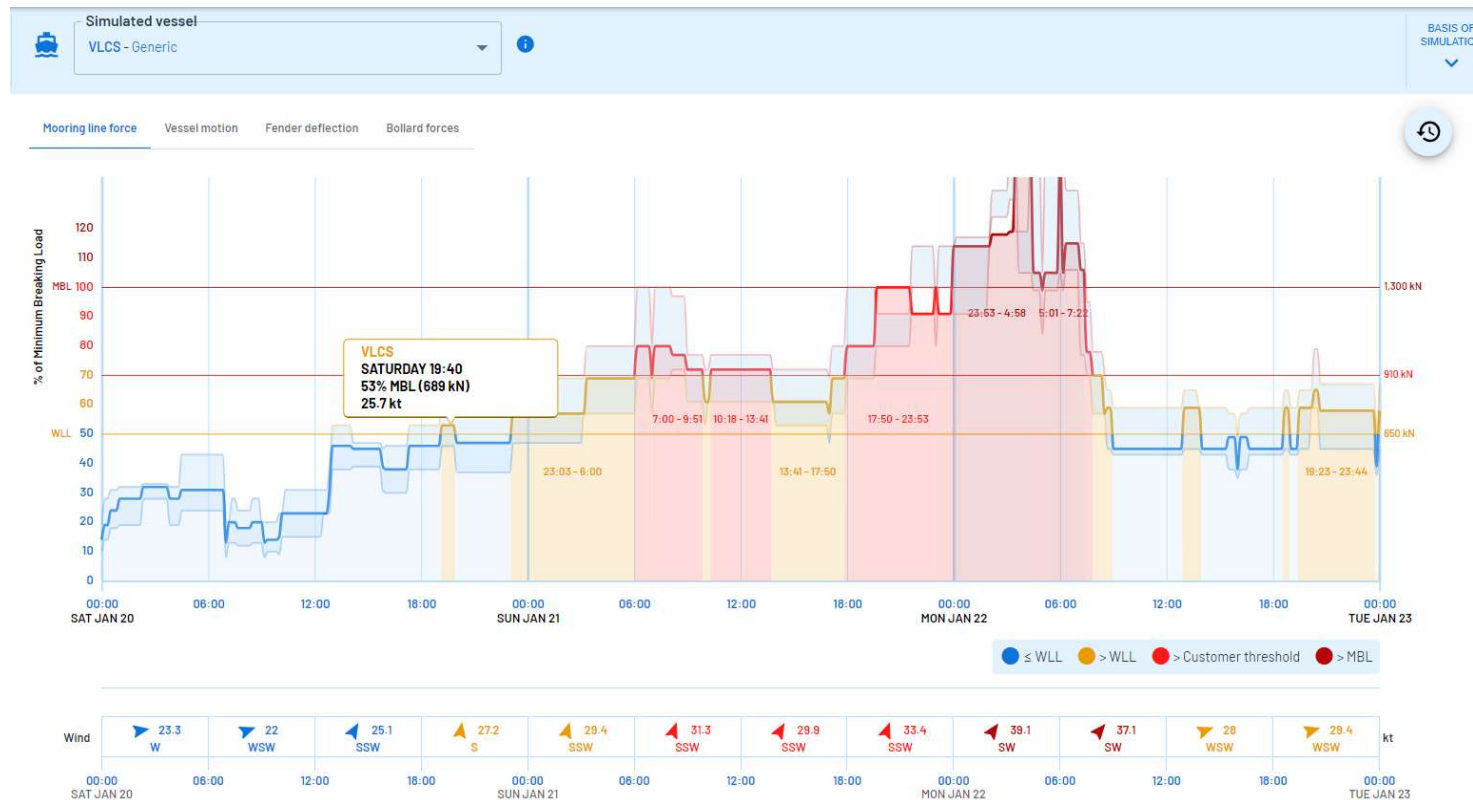 Simulated vessel
VLCS - Generic
BASIS OF
SIMULATIO
Mooring line force Vessel motion Fender deflection Bollard forces
% of Minimum Breaking Load
120
110
MBL 100
90
80
70
60
WLL 50
40
30
20
10
0
1,300 kN
910 kN
650 kN
VLCS
SATURDAY 19:40
53% MBL (689 kN)
25.7 kt
23:03 - 6:00
7:00 - 9:51
10:18 - 13:41
13:41 - 17:50
17:50 - 23:53
23:53 - 4:58
5:01 - 7:22
19:23 - 23:44
00:00 06:00 12:00 18:00 00:00 06:00 12:00 18:00 00:00 06:00 12:00 18:00 00:00
SAT JAN 20 SUN JAN 21 MON JAN 22 TUE JAN 23
≤ WLL > WLL > Customer threshold > MBL
Wind 23.3 22 25.1 27.2 29.4 31.3 29.9 33.4 39.1 37.1 28 29.4 kt
W WSW SSW S SSW SSW SSW SSW SW SW WSW WSW
00:00 06:00 12:00 18:00 00:00 06:00 12:00 18:00 00:00 06:00 12:00 18:00 00:00
SAT JAN 20 SUN JAN 21 MON JAN 22 TUE JAN 23